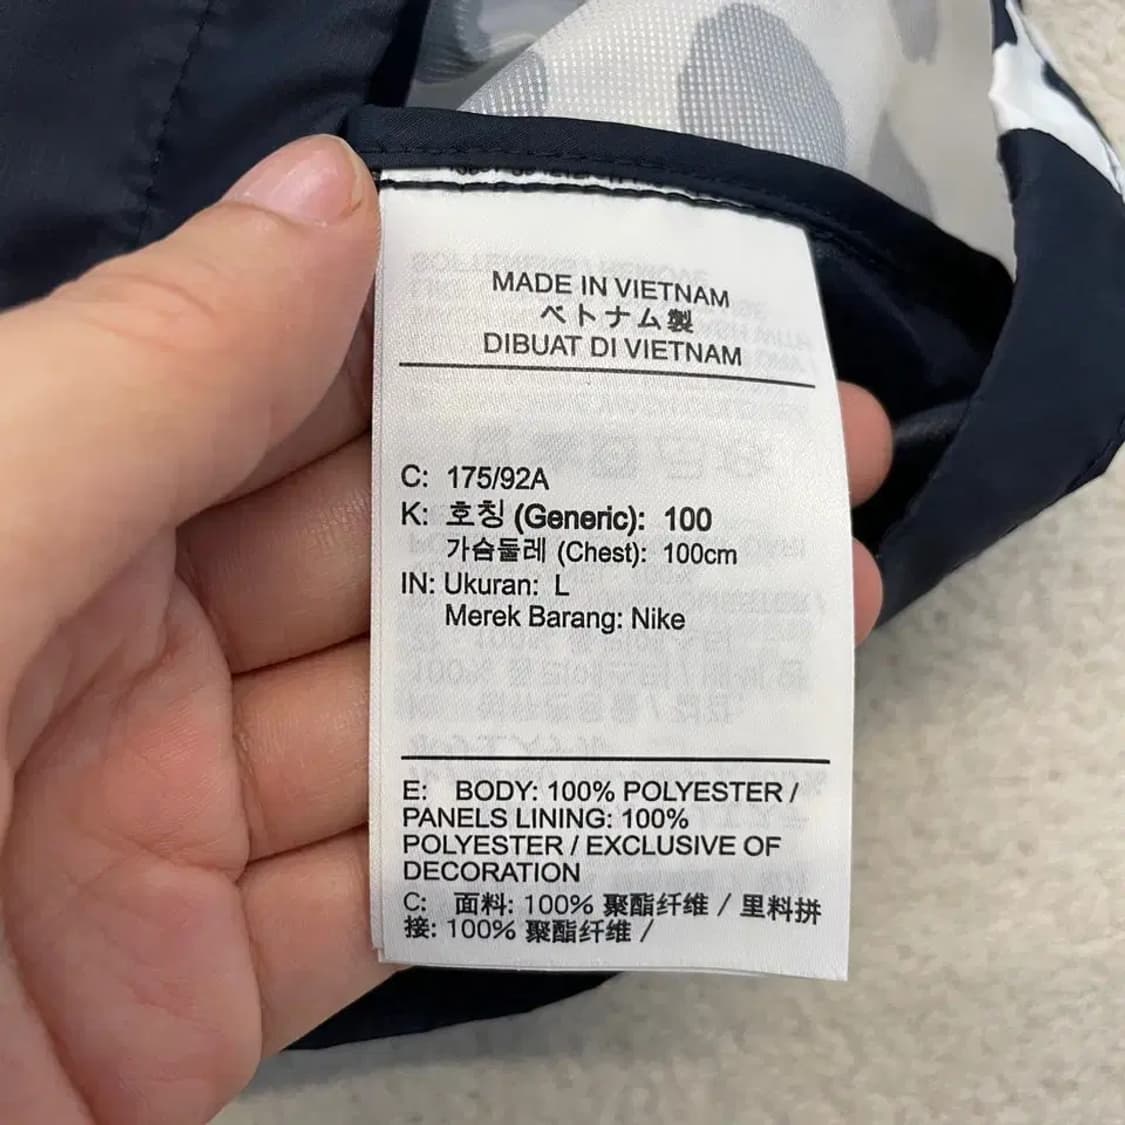 MADE IN VIETNAM
ベトナム製
DIBUAT DI VIETNAM
C: 175/92A
K: 호칭 (Generic): 100
가슴둘레 (Chest): 100cm
IN: Ukuran: L
Merek Barang: Nike
E: BODY: 100% POLYESTER /
PANELS LINING: 100%
POLYESTER / EXCLUSIVE OF
DECORATION
C: 面料: 100% 聚酯纤维 / 里料拼
接: 100% 聚酯纤维 /